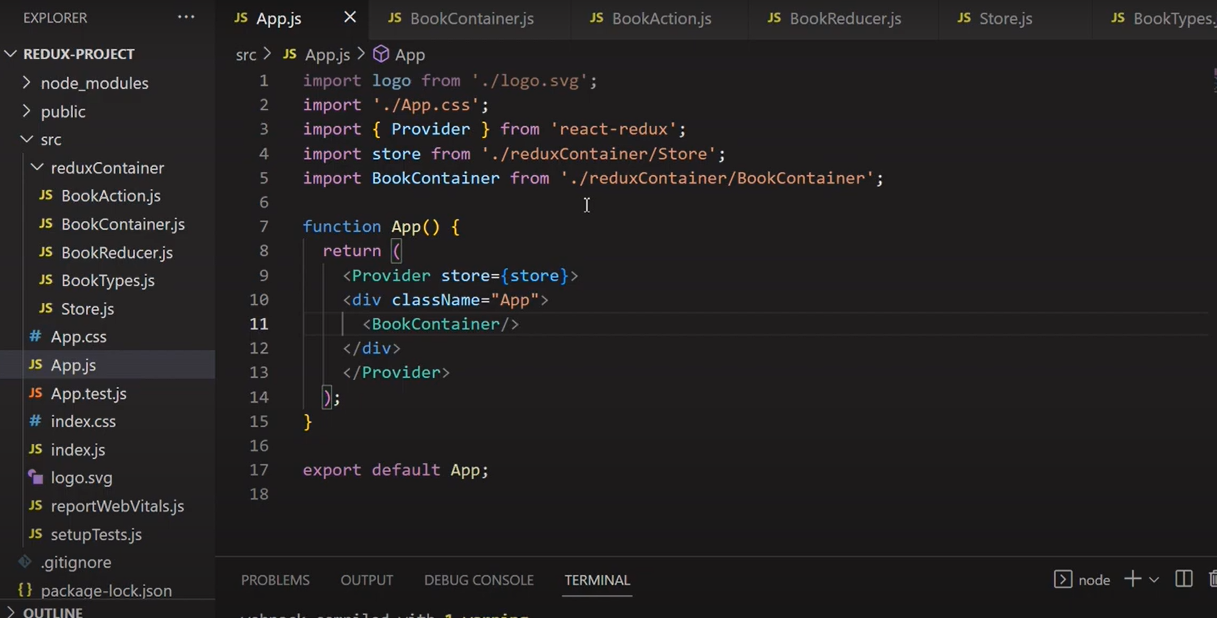 EXPLORER
REDUX-PROJECT
node_modules
public
src
reduxContainer
JS BookAction.js
JS BookContainer.js
JS BookReducer.js
JS BookTypes.js
JS Store.js
# App.css
JS App.js
JS App.test.js
# index.css
JS index.js
logo.svg
JS reportWebVitals.js
JS setupTests.js
.gitignore
{} package-lock.json
OUTLINE
JS App.js JS BookContainer.js JS BookAction.js JS BookReducer.js JS Store.js JS BookTypes.
src > JS App.js > App
1 import logo from './logo.svg';
2 import './App.css';
3 import { Provider } from 'react-redux';
4 import store from './reduxContainer/Store';
5 import BookContainer from './reduxContainer/BookContainer';
6
7 function App() {
8 return (
9 <Provider store={store}>
10 <div className="App">
11 <BookContainer/>
12 </div>
13 </Provider>
14 );
15 }
16
17 export default App;
18
PROBLEMS OUTPUT DEBUG CONSOLE TERMINAL node
webpack compiled with 1 warning